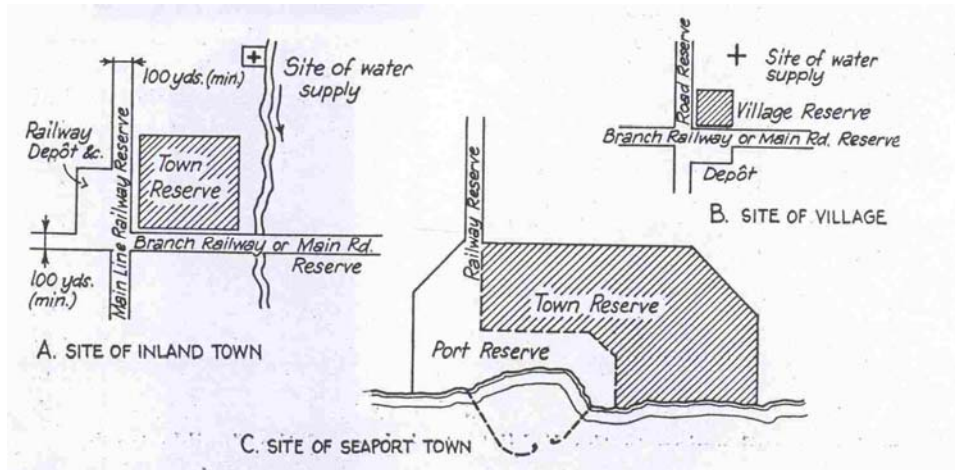 100 yds. (min)
Site of water
supply
Railway
Depôt &c.
Main Line Railway Reserve
Town
Reserve
Branch Railway or Main Rd.
Reserve
100 yds.
(min.)
A. SITE OF INLAND TOWN
Road Reserve
Site of water
supply
Village Reserve
Branch Railway or Main Rd. Reserve
Depôt
B. SITE OF VILLAGE
Railway Reserve
Town Reserve
Port Reserve
C. SITE OF SEAPORT TOWN